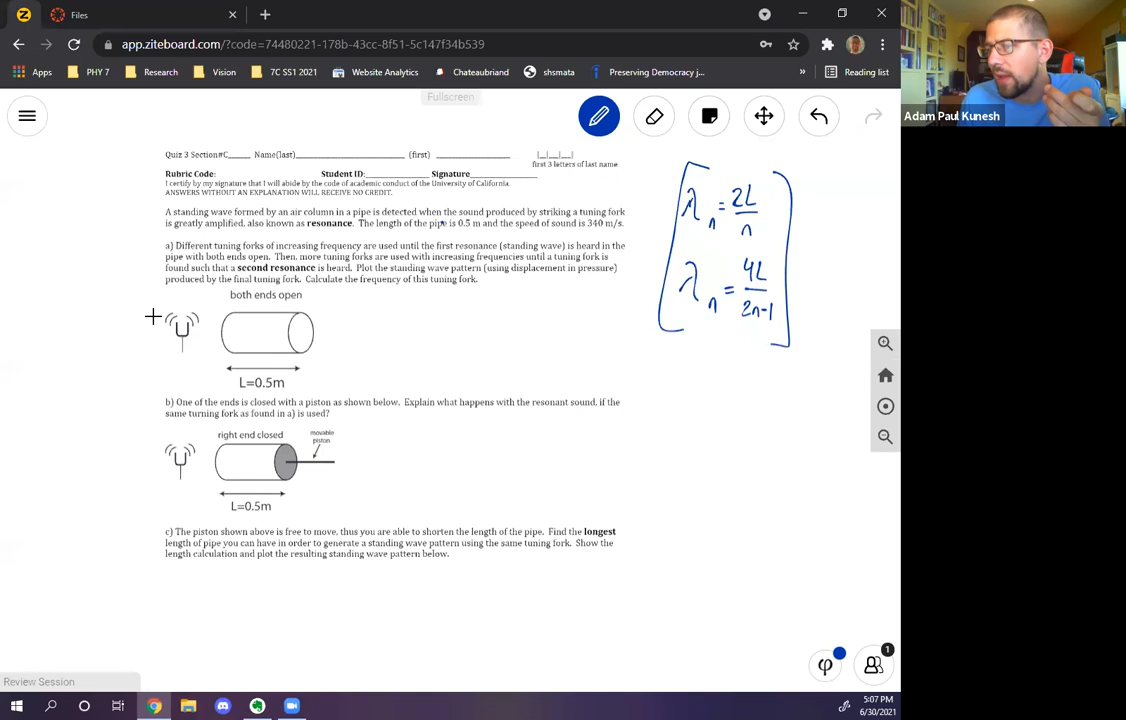 Files
app.ziteboard.com/?code=74480221-178b-43cc-8f51-5c147f34b539
Apps PHY 7 Research Vision 7C SS1 2021 Website Analytics Chateaubriand shsmata Preserving Democracy j... » Reading list
Fullscreen
Adam Paul Kunesh
Quiz 3 Section#C_____ Name(last)__________________________ (first) __________________ |__|__|__|
first 3 letters of last name
Rubric Code: Student ID:________________ Signature________________
I certify by my signature that I will abide by the code of academic conduct of the University of California.
ANSWERS WITHOUT AN EXPLANATION WILL RECEIVE NO CREDIT.
A standing wave formed by an air column in a pipe is detected when the sound produced by striking a tuning fork
is greatly amplified, also known as resonance. The length of the pipe is 0.5 m and the speed of sound is 340 m/s.
a) Different tuning forks of increasing frequency are used until the first resonance (standing wave) is heard in the
pipe with both ends open. Then, more tuning forks are used with increasing frequencies until a tuning fork is
found such that a second resonance is heard. Plot the standing wave pattern (using displacement in pressure)
produced by the final tuning fork. Calculate the frequency of this tuning fork.
both ends open
L=0.5m
b) One of the ends is closed with a piston as shown below. Explain what happens with the resonant sound, if the
same turning fork as found in a) is used?
right end closed
movable
piston
L=0.5m
c) The piston shown above is free to move, thus you are able to shorten the length of the pipe. Find the longest
length of pipe you can have in order to generate a standing wave pattern using the same tuning fork. Show the
length calculation and plot the resulting standing wave pattern below.
λn = 2L/n
λn = 4L/2n-1
φ
1
Review Session
5:07 PM
6/30/2021